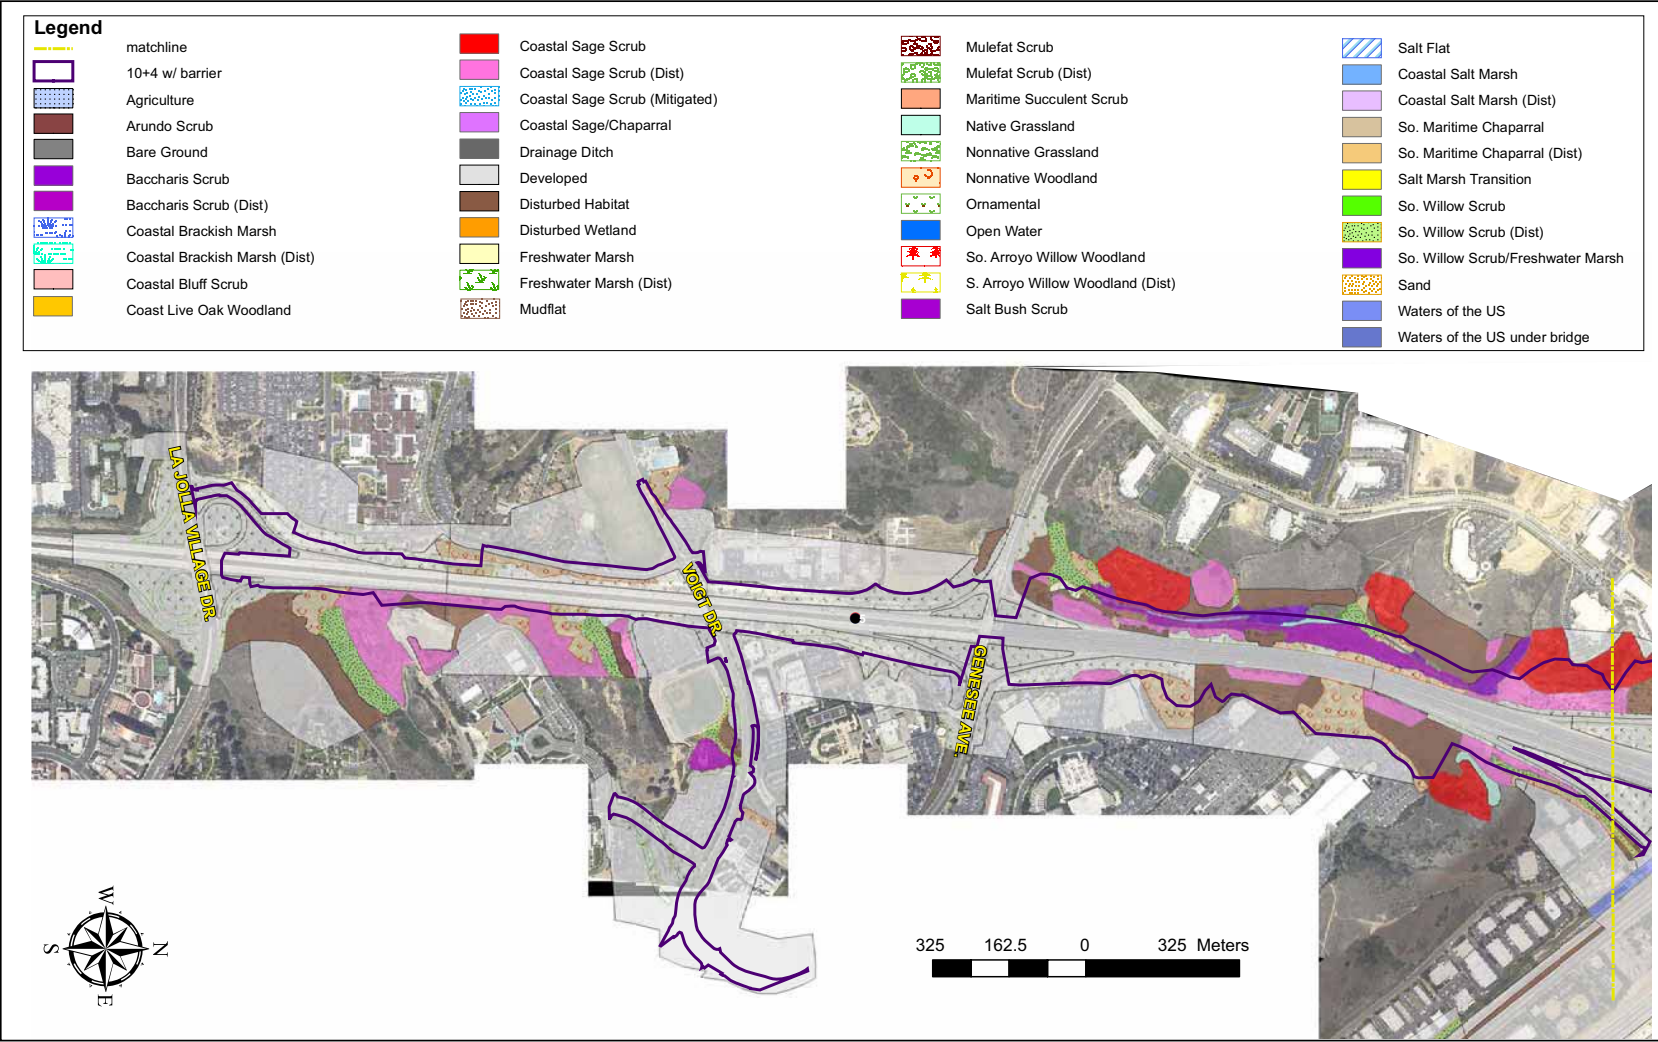 Legend
matchline
10+4 w/ barrier
Agriculture
Arundo Scrub
Bare Ground
Baccharis Scrub
Baccharis Scrub (Dist)
Coastal Brackish Marsh
Coastal Brackish Marsh (Dist)
Coastal Bluff Scrub
Coast Live Oak Woodland
Coastal Sage Scrub
Coastal Sage Scrub (Dist)
Coastal Sage Scrub (Mitigated)
Coastal Sage/Chaparral
Drainage Ditch
Developed
Disturbed Habitat
Disturbed Wetland
Freshwater Marsh
Freshwater Marsh (Dist)
Mudflat
Mulefat Scrub
Mulefat Scrub (Dist)
Maritime Succulent Scrub
Native Grassland
Nonnative Grassland
Nonnative Woodland
Ornamental
Open Water
So. Arroyo Willow Woodland
S. Arroyo Willow Woodland (Dist)
Salt Bush Scrub
Salt Flat
Coastal Salt Marsh
Coastal Salt Marsh (Dist)
So. Maritime Chaparral
So. Maritime Chaparral (Dist)
Salt Marsh Transition
So. Willow Scrub
So. Willow Scrub (Dist)
So. Willow Scrub/Freshwater Marsh
Sand
Waters of the US
Waters of the US under bridge
LA JOLLA VILLAGE DR.
VOIGT DR.
GENESEE AVE.
W
S
N
E
325 162.5 0 325 Meters